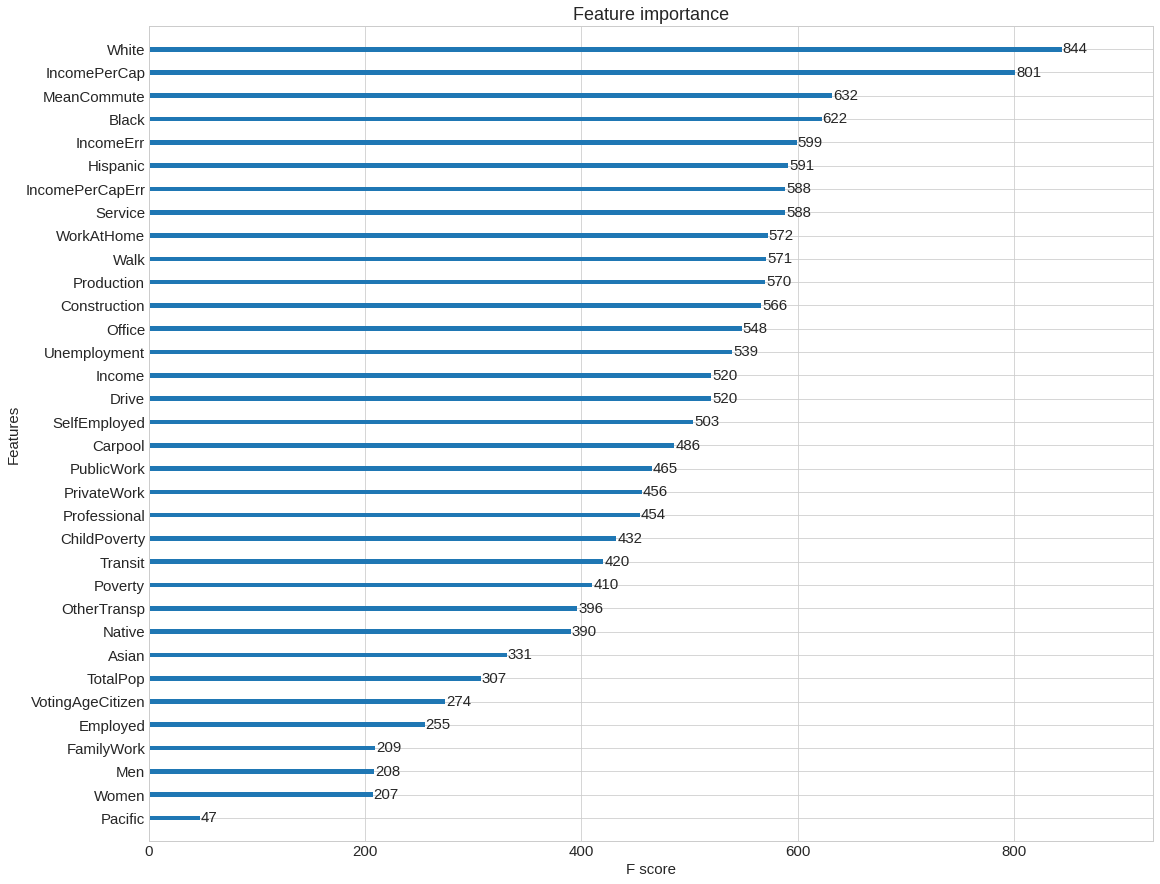 Feature importance
White 844
IncomePerCap 801
MeanCommute 632
Black 622
IncomeErr 599
Hispanic 591
IncomePerCapErr 588
Service 588
WorkAtHome 572
Walk 571
Production 570
Construction 566
Office 548
Unemployment 539
Income 520
Drive 520
SelfEmployed 503
Carpool 486
PublicWork 465
PrivateWork 456
Professional 454
ChildPoverty 432
Transit 420
Poverty 410
OtherTransp 396
Native 390
Asian 331
TotalPop 307
VotingAgeCitizen 274
Employed 255
FamilyWork 209
Men 208
Women 207
Pacific 47
Features
0 200 400 600 800
F score